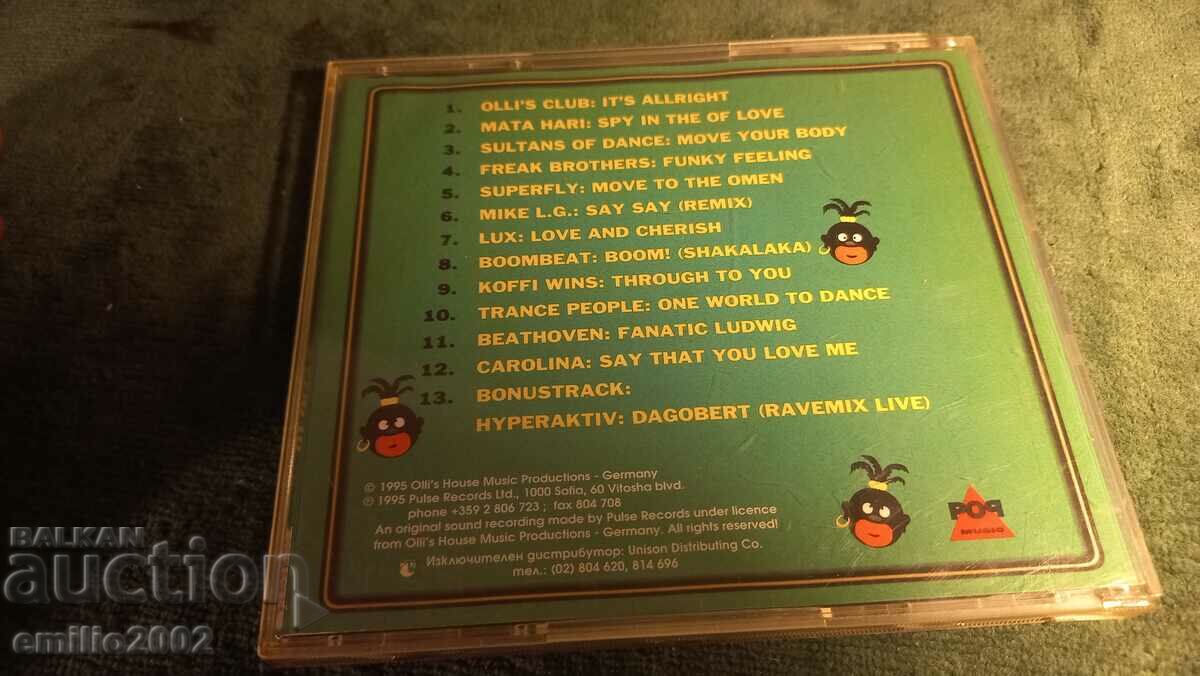 1. OLLI'S CLUB: IT'S ALLRIGHT
2. MATA HARI: SPY IN THE OF LOVE
3. SULTANS OF DANCE: MOVE YOUR BODY
4. FREAK BROTHERS: FUNKY FEELING
5. SUPERFLY: MOVE TO THE OMEN
6. MIKE L.G.: SAY SAY (REMIX)
7. LUX: LOVE AND CHERISH
8. BOOMBEAT: BOOM! (SHAKALAKA)
9. KOFFI WINS: THROUGH TO YOU
10. TRANCE PEOPLE: ONE WORLD TO DANCE
11. BEATHOVEN: FANATIC LUDWIG
12. CAROLINA: SAY THAT YOU LOVE ME
13. BONUSTRACK:
HYPERAKTIV: DAGOBERT (RAVEMIX LIVE)
© 1995 Olli's House Music Productions - Germany
℗ 1995 Pulse Records Ltd., 1000 Sofia, 60 Vitosha blvd.
phone +359 2 806 723 ; fax 804 708
An original sound recording made by Pulse Records under licence
from Olli's House Music Productions - Germany. All rights reserved!
Изключителен дистрибутор: Unison Distributing Co.
тел.: (02) 804 620, 814 696
POP
MUSIC
BALKAN
auction
emilio2002